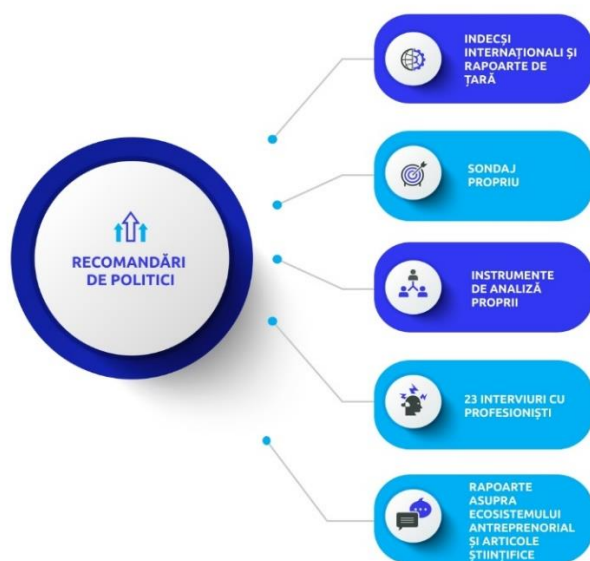 RECOMANDĂRI
DE POLITICI
INDECȘI
INTERNAȚIONALI ȘI
RAPOARTE DE
ȚARĂ
SONDAJ
PROPRIU
INSTRUMENTE
DE ANALIZĂ
PROPRII
23 INTERVIURI CU
PROFESIONIȘTI
RAPOARTE
ASUPRA
ECOSISTEMULUI
ANTREPRENORIAL
ȘI ARTICOLE
ȘTIINȚIFICE